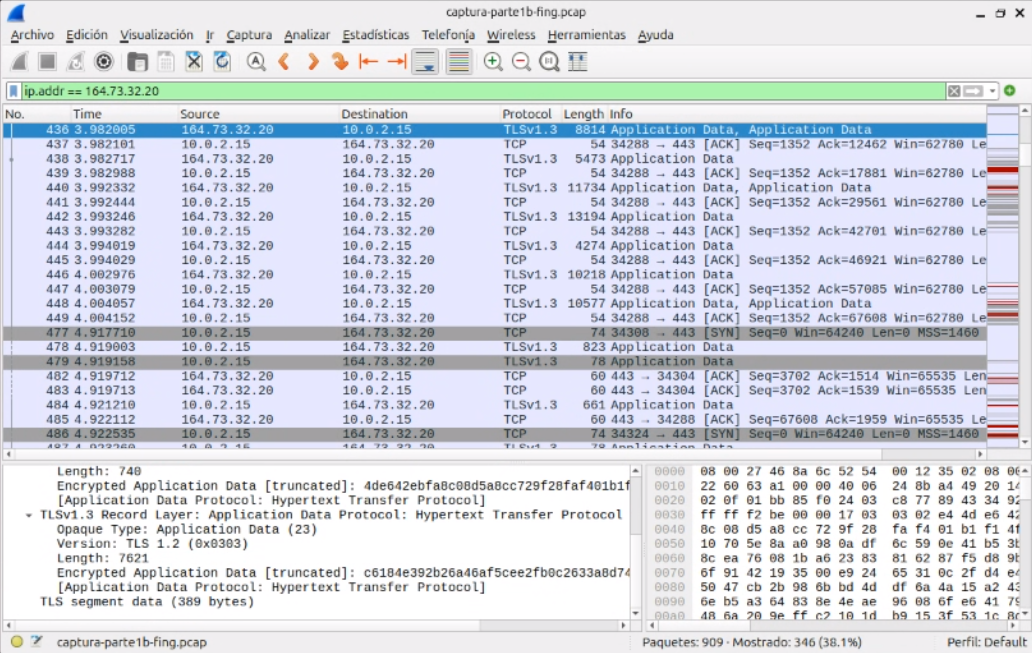 captura-parte1b-fing.pcap
Archivo Edición Visualización Ir Captura Analizar Estadísticas Telefonía Wireless Herramientas Ayuda
ip.addr == 164.73.32.20
No. Time Source Destination Protocol Length Info
436 3.982005 164.73.32.20 10.0.2.15 TLSv1.3 8814 Application Data, Application Data
437 3.982101 10.0.2.15 164.73.32.20 TCP 54 34288 → 443 [ACK] Seq=1352 Ack=12462 Win=62780 Le
438 3.982717 164.73.32.20 10.0.2.15 TLSv1.3 5473 Application Data
439 3.982988 10.0.2.15 164.73.32.20 TCP 54 34288 → 443 [ACK] Seq=1352 Ack=17881 Win=62780 Le
440 3.992332 164.73.32.20 10.0.2.15 TLSv1.3 11734 Application Data, Application Data
441 3.992444 10.0.2.15 164.73.32.20 TCP 54 34288 → 443 [ACK] Seq=1352 Ack=29561 Win=62780 Le
442 3.993246 164.73.32.20 10.0.2.15 TLSv1.3 13194 Application Data
443 3.993282 10.0.2.15 164.73.32.20 TCP 54 34288 → 443 [ACK] Seq=1352 Ack=42701 Win=62780 Le
444 3.994019 164.73.32.20 10.0.2.15 TLSv1.3 4274 Application Data
445 3.994029 10.0.2.15 164.73.32.20 TCP 54 34288 → 443 [ACK] Seq=1352 Ack=46921 Win=62780 Le
446 4.002976 164.73.32.20 10.0.2.15 TLSv1.3 10218 Application Data
447 4.003079 10.0.2.15 164.73.32.20 TCP 54 34288 → 443 [ACK] Seq=1352 Ack=57085 Win=62780 Le
448 4.004057 164.73.32.20 10.0.2.15 TLSv1.3 10577 Application Data, Application Data
449 4.004152 10.0.2.15 164.73.32.20 TCP 54 34288 → 443 [ACK] Seq=1352 Ack=67608 Win=62780 Le
477 4.917710 10.0.2.15 164.73.32.20 TCP 74 34308 → 443 [SYN] Seq=0 Win=64240 Len=0 MSS=1460
478 4.919003 10.0.2.15 164.73.32.20 TLSv1.3 823 Application Data
479 4.919158 10.0.2.15 164.73.32.20 TLSv1.3 78 Application Data
482 4.919712 164.73.32.20 10.0.2.15 TCP 60 443 → 34304 [ACK] Seq=3702 Ack=1514 Win=65535 Len
483 4.919713 164.73.32.20 10.0.2.15 TCP 60 443 → 34304 [ACK] Seq=3702 Ack=1539 Win=65535 Len
484 4.921210 10.0.2.15 164.73.32.20 TLSv1.3 661 Application Data
485 4.922112 164.73.32.20 10.0.2.15 TCP 60 443 → 34288 [ACK] Seq=67608 Ack=1959 Win=65535 Le
486 4.922535 10.0.2.15 164.73.32.20 TCP 74 34324 → 443 [SYN] Seq=0 Win=64240 Len=0 MSS=1460
487 4.923260 10.0.2.15 164.73.32.20 TLSv1.3 78 Application Data
Length: 740
Encrypted Application Data [truncated]: 4de642ebfa8c08d5a8cc729f28faf401b1f
[Application Data Protocol: Hypertext Transfer Protocol]
TLSv1.3 Record Layer: Application Data Protocol: Hypertext Transfer Protocol
Opaque Type: Application Data (23)
Version: TLS 1.2 (0x0303)
Length: 7621
Encrypted Application Data [truncated]: c6184e392b26a46af5cee2fb0c2633a8d74
[Application Data Protocol: Hypertext Transfer Protocol]
TLS segment data (389 bytes)
0000 08 00 27 46 8a 6c 52 54 00 12 35 02 08 00
0010 22 60 63 a1 00 00 40 06 24 8b a4 49 20 14
0020 02 0f 01 bb 85 f0 24 03 c8 77 89 43 34 92
0030 ff ff f2 be 00 00 17 03 03 02 e4 4d e6 42
0040 8c 08 d5 a8 cc 72 9f 28 fa f4 01 b1 f1 4f
0050 10 70 5e 8a a0 98 0a df 6c 59 0e 41 b5 3b
0060 8c ea 76 08 1b a6 23 83 81 62 87 f5 d8 9b
0070 6f 91 42 19 35 00 e9 24 65 31 0c 2f d4 e4
0080 50 47 cb 2b 98 6b bd 4d df 6a 4a 15 a2 43
0090 6e b5 a3 64 83 8e 4e ae 96 08 6f e6 41 79
00a0 48 6a 20 9e ff c2 10 1d b9 15 3f 53 1c 8c
captura-parte1b-fing.pcap Paquetes: 909 · Mostrado: 346 (38.1%) Perfil: Default